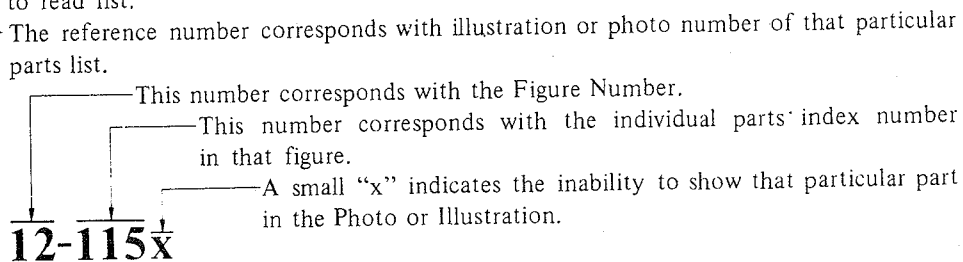 to read list.
The reference number corresponds with illustration or photo number of that particular
parts list.
This number corresponds with the Figure Number.
This number corresponds with the individual parts index number
in that figure.
A small “x” indicates the inability to show that particular part
in the Photo or Illustration.
12-115x